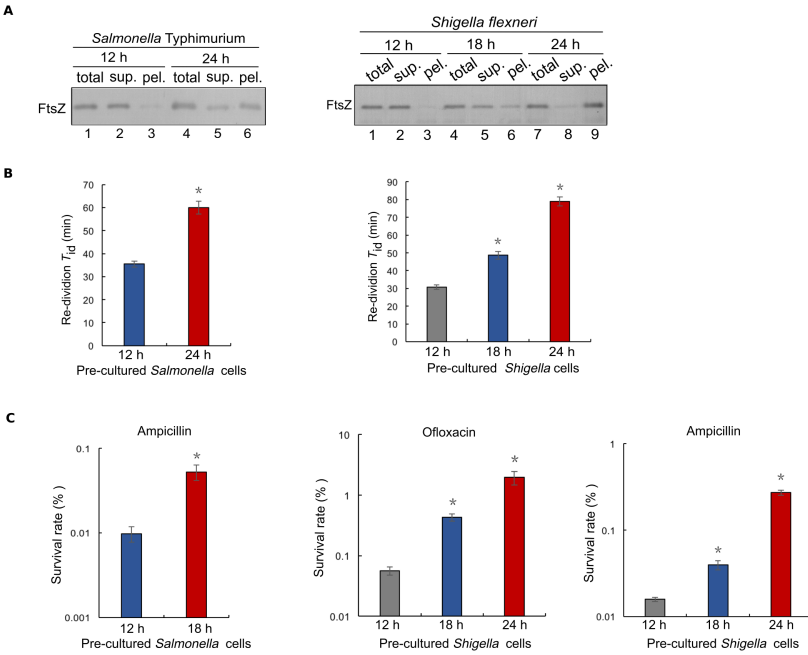 A
Salmonella Typhimurium
12 h 24 h
total sup. pel. total sup. pel.
FtsZ
1 2 3 4 5 6
Shigella flexneri
12 h 18 h 24 h
total sup. pel. total sup. pel. total sup. pel.
FtsZ
1 2 3 4 5 6 7 8 9
B
Re-dividion Tid (min)
70
60
50
40
30
20
10
0
*
12 h 24 h
Pre-cultured Salmonella cells
Re-dividion Tid (min)
90
80
70
60
50
40
30
20
10
0
* *
12 h 18 h 24 h
Pre-cultured Shigella cells
C
Ampicillin
Survival rate (% )
0.1
0.01
0.001
*
12 h 18 h
Pre-cultured Salmonella cells
Ofloxacin
Survival rate (% )
10
1
0.1
0.01
* *
12 h 18 h 24 h
Pre-cultured Shigella cells
Ampicillin
Survival rate (% )
1
0.1
0.01
* *
12 h 18 h 24 h
Pre-cultured Shigella cells